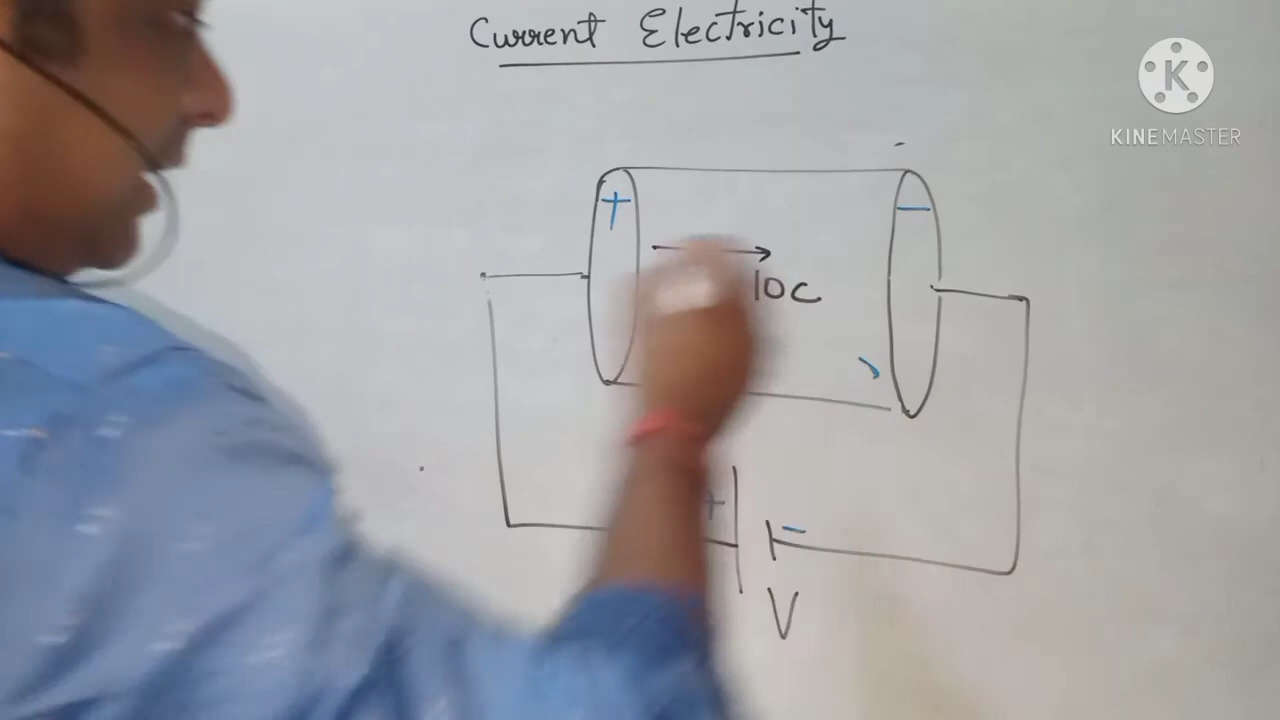 Current Electricity
K
KINEMASTER
+ −
10C
+ −
V